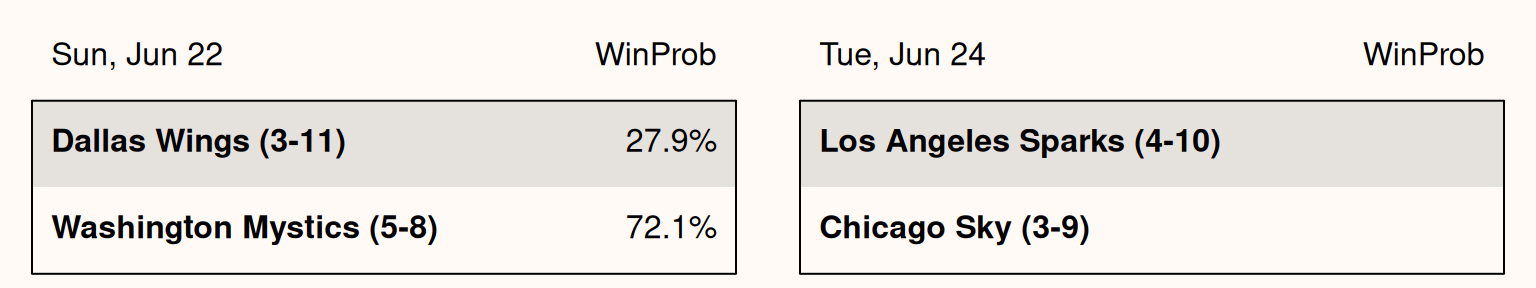 Sun, Jun 22 WinProb
Dallas Wings (3-11) 27.9%
Washington Mystics (5-8) 72.1%
Tue, Jun 24 WinProb
Los Angeles Sparks (4-10)
Chicago Sky (3-9)